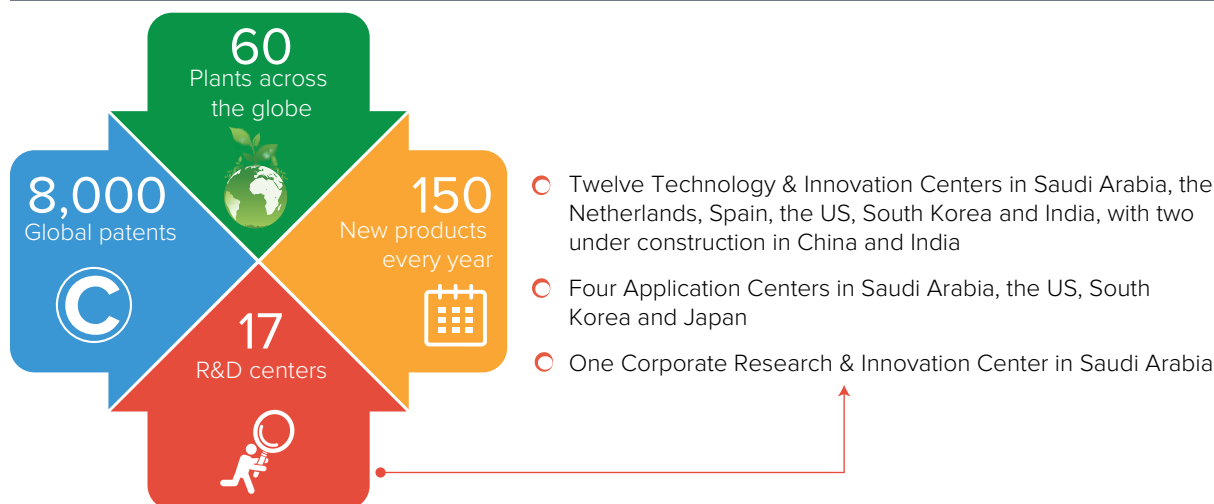 60
Plants across
the globe
8,000
Global patents
150
New products
every year
17
R&D centers
Twelve Technology & Innovation Centers in Saudi Arabia, the
Netherlands, Spain, the US, South Korea and India, with two
under construction in China and India
Four Application Centers in Saudi Arabia, the US, South
Korea and Japan
One Corporate Research & Innovation Center in Saudi Arabia
C